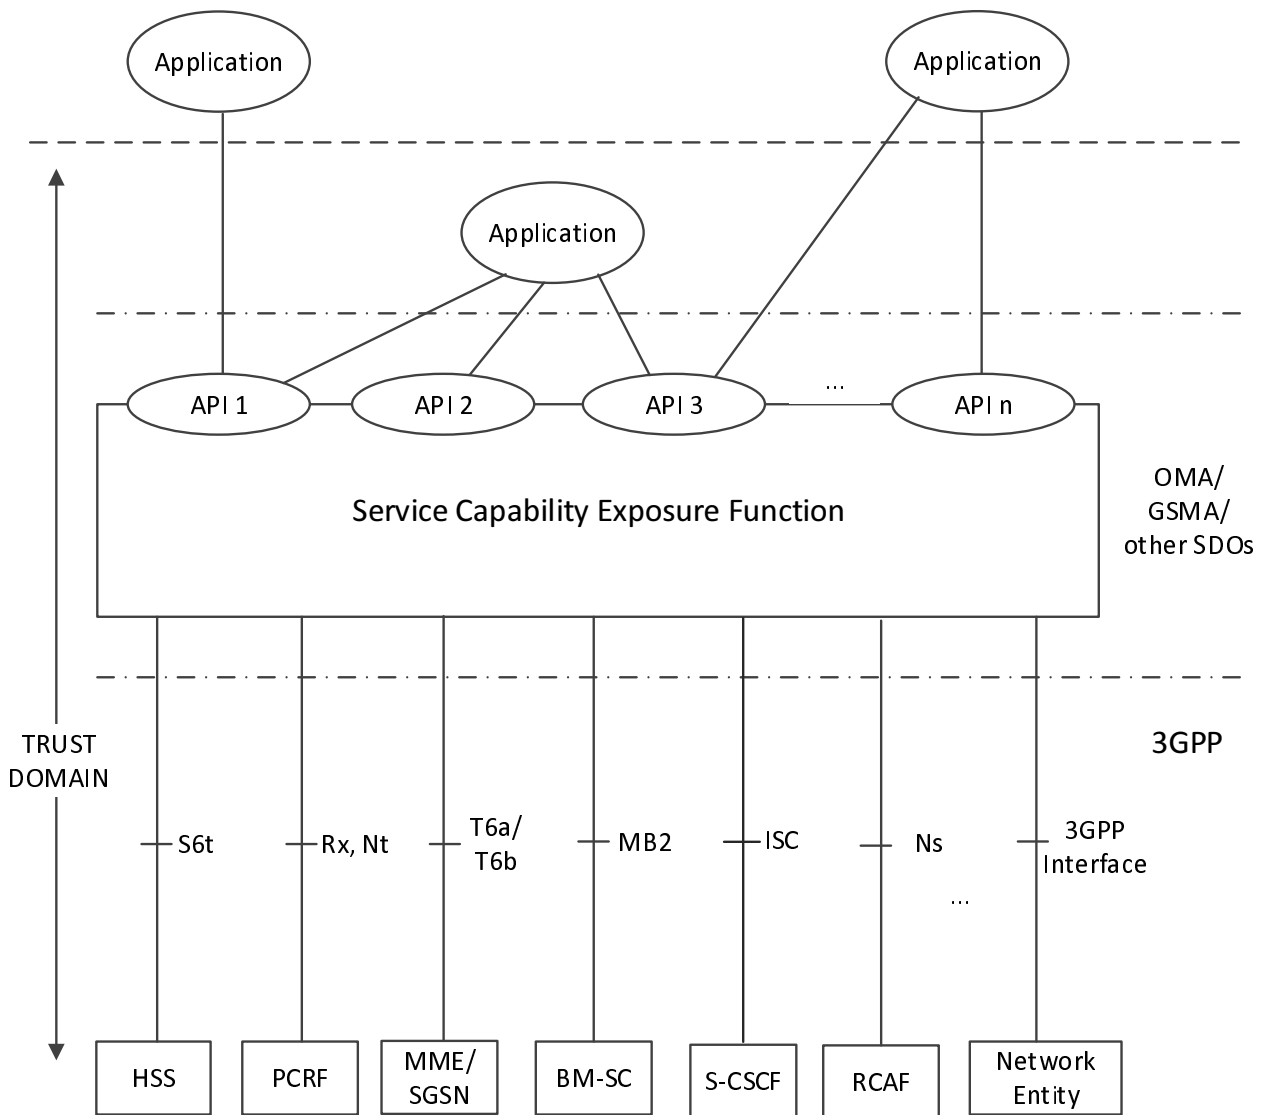 Application
Application
Application
...
API 1
API 2
API 3
API n
Service Capability Exposure Function
OMA/
GSMA/
other SDOs
TRUST
DOMAIN
3GPP
S6t
Rx, Nt
T6a/
T6b
MB2
ISC
Ns
3GPP
Interface
...
HSS
PCRF
MME/
SGSN
BM-SC
S-CSCF
RCAF
Network
Entity